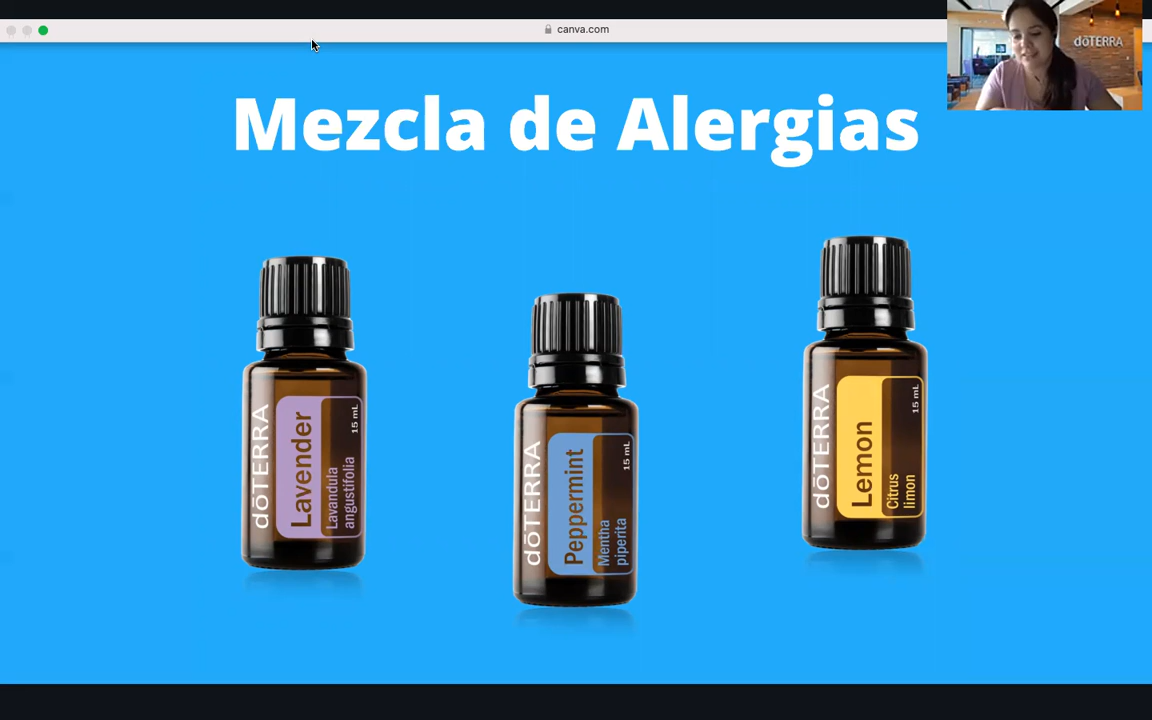 canva.com
dōTERRA
Mezcla de Alergias
dōTERRA
Lavender
Lavandula
angustifolia
15 mL
dōTERRA
Peppermint
Mentha
piperita
15 mL
dōTERRA
Lemon
Citrus
limon
15 mL